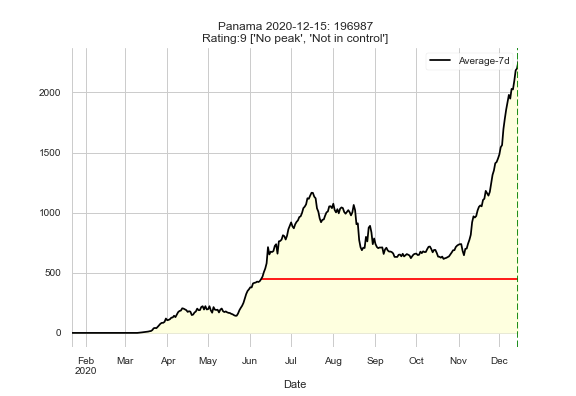 Panama 2020-12-15: 196987
Rating:9 ['No peak', 'Not in control']
Average-7d
2000
1500
1000
500
0
Feb Mar Apr May Jun Jul Aug Sep Oct Nov Dec
2020
Date